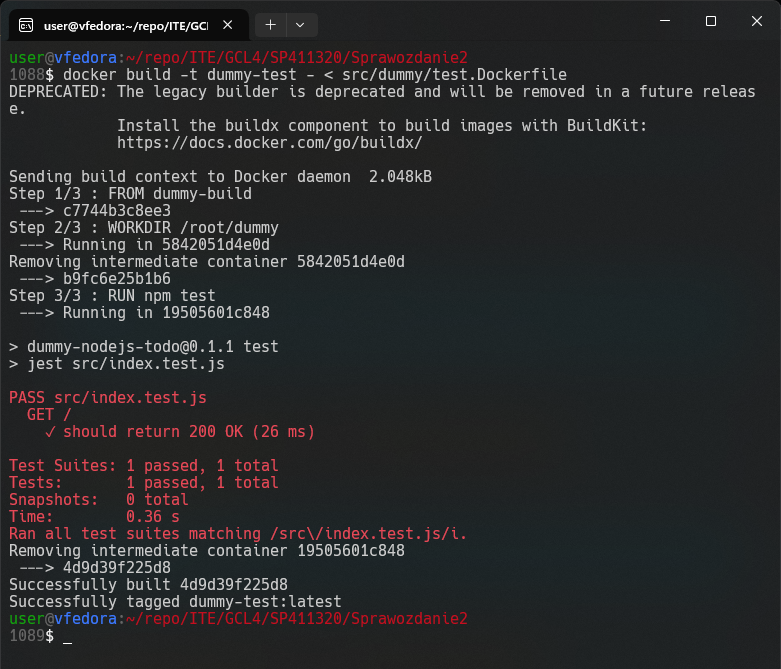 user@vfedora:~/repo/ITE/GCl
user@vfedora:~/repo/ITE/GCL4/SP411320/Sprawozdanie2
1088$ docker build -t dummy-test - < src/dummy/test.Dockerfile
DEPRECATED: The legacy builder is deprecated and will be removed in a future releas
e.
Install the buildx component to build images with BuildKit:
https://docs.docker.com/go/buildx/
Sending build context to Docker daemon  2.048kB
Step 1/3 : FROM dummy-build
---> c7744b3c8ee3
Step 2/3 : WORKDIR /root/dummy
---> Running in 5842051d4e0d
Removing intermediate container 5842051d4e0d
---> b9fc6e25b1b6
Step 3/3 : RUN npm test
---> Running in 19505601c848
> dummy-nodejs-todo@0.1.1 test
> jest src/index.test.js
PASS src/index.test.js
GET /
✓ should return 200 OK (26 ms)
Test Suites: 1 passed, 1 total
Tests:       1 passed, 1 total
Snapshots:   0 total
Time:        0.36 s
Ran all test suites matching /src\/index.test.js/i.
Removing intermediate container 19505601c848
---> 4d9d39f225d8
Successfully built 4d9d39f225d8
Successfully tagged dummy-test:latest
user@vfedora:~/repo/ITE/GCL4/SP411320/Sprawozdanie2
1089$ _